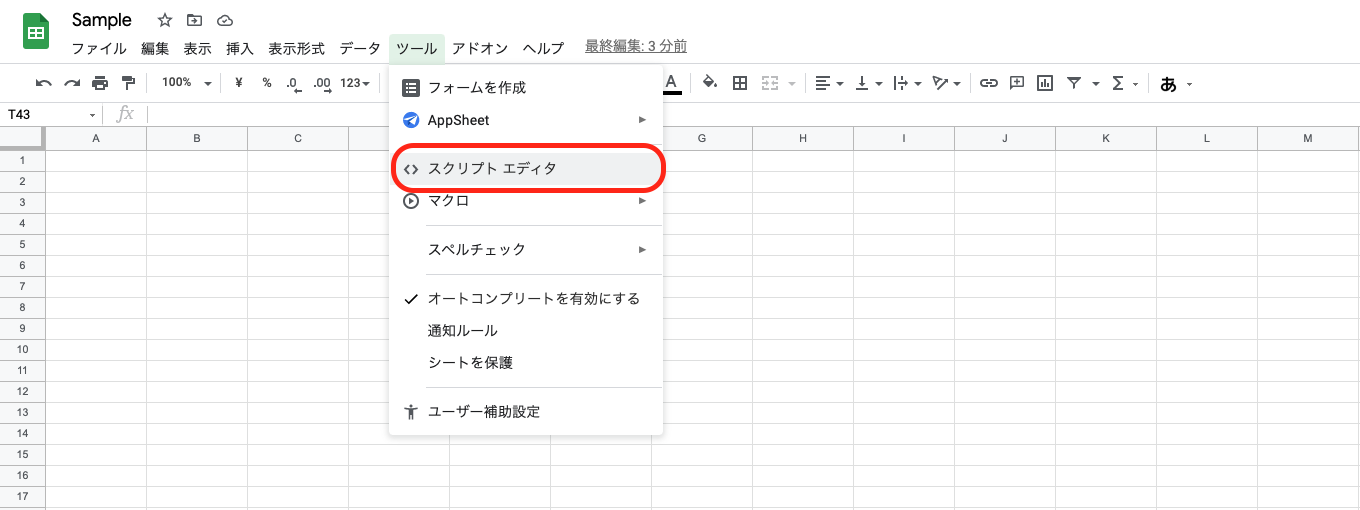 Sample
ファイル 編集 表示 挿入 表示形式 データ ツール アドオン ヘルプ 最終編集: 3 分前
100% ¥ % .0 .00 123 A Σ あ
T43 fx
A B C G H I J K L M
フォームを作成
AppSheet
スクリプト エディタ
マクロ
スペルチェック
オートコンプリートを有効にする
通知ルール
シートを保護
ユーザー補助設定
1
2
3
4
5
6
7
8
9
10
11
12
13
14
15
16
17